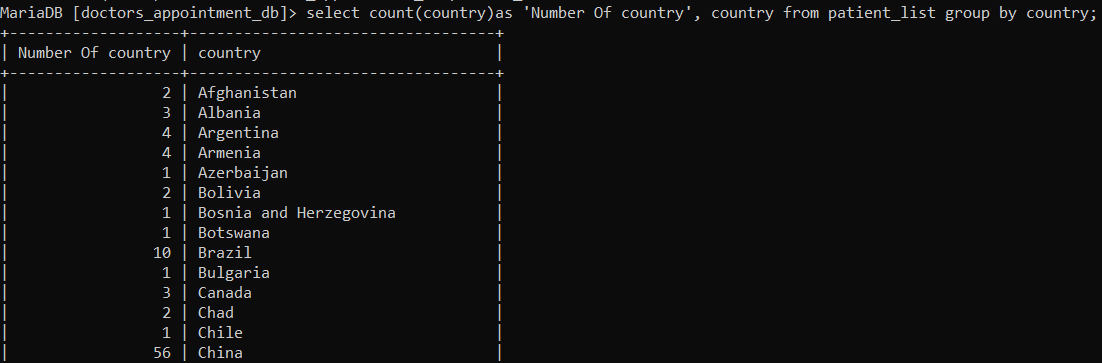 MariaDB [doctors_appointment_db]> select count(country)as 'Number Of country', country from patient_list group by country;
+-------------------+----------------------------------+
| Number Of country | country                          |
+-------------------+----------------------------------+
|                 2 | Afghanistan                      |
|                 3 | Albania                          |
|                 4 | Argentina                        |
|                 4 | Armenia                          |
|                 1 | Azerbaijan                       |
|                 2 | Bolivia                          |
|                 1 | Bosnia and Herzegovina           |
|                 1 | Botswana                         |
|                10 | Brazil                           |
|                 1 | Bulgaria                         |
|                 3 | Canada                           |
|                 2 | Chad                             |
|                 1 | Chile                            |
|                56 | China                            |